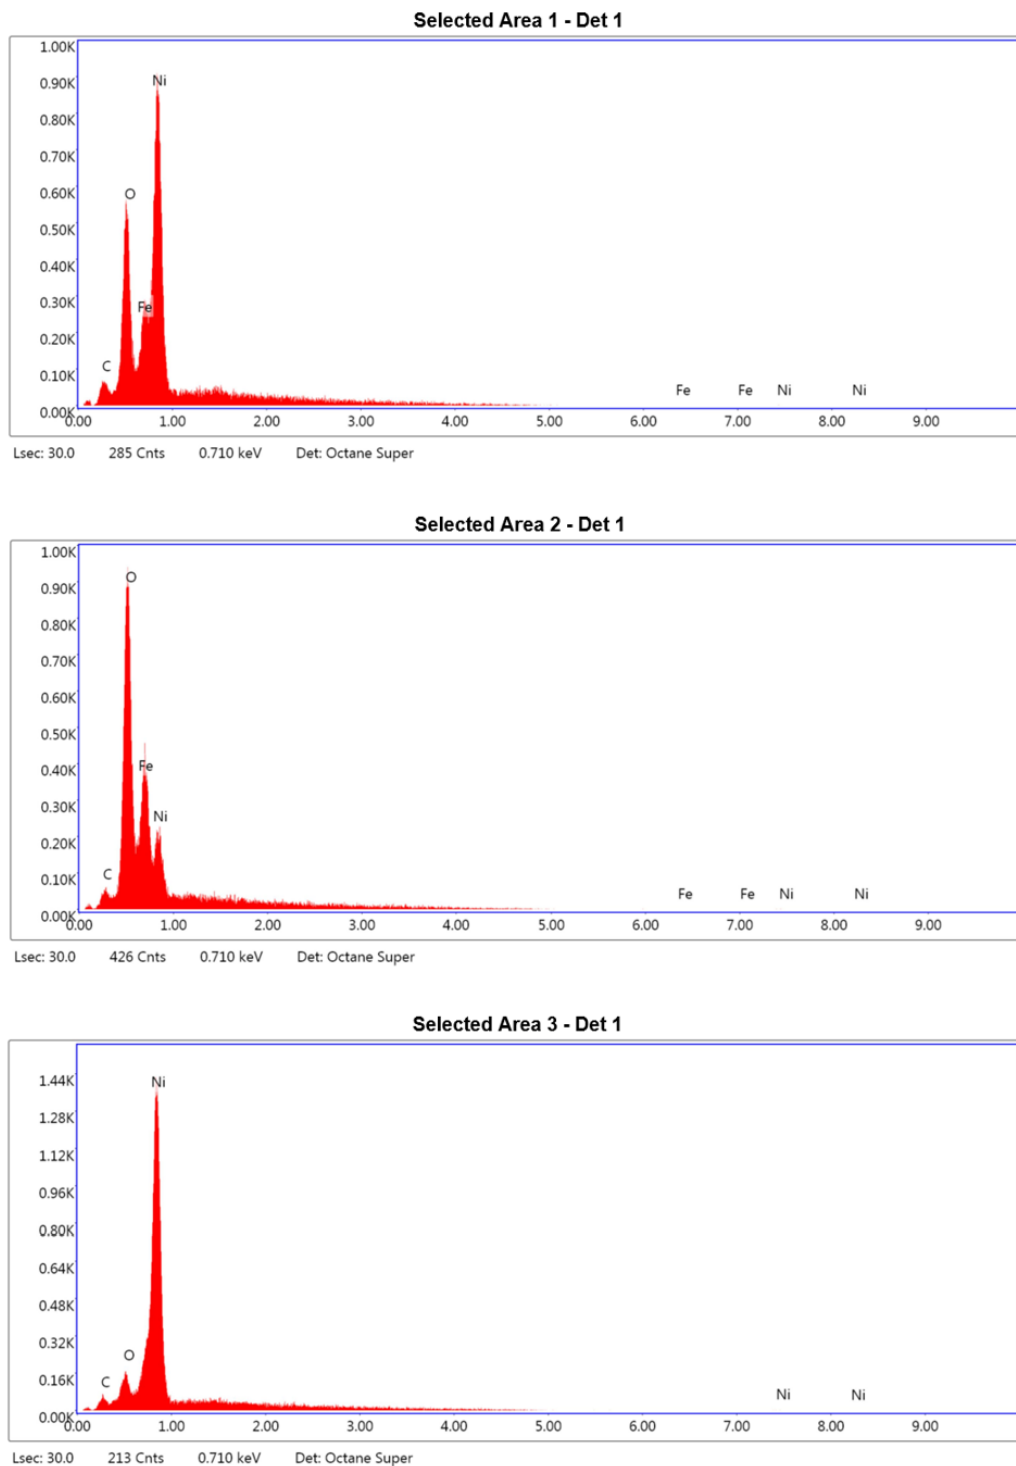 Selected Area 1 - Det 1
1.00K
0.90K
Ni
0.80K
0.70K
0.60K
O
0.50K
0.40K
0.30K
Fe
0.20K
0.10K
C
Fe Fe Ni Ni
0.00K
0.00 1.00 2.00 3.00 4.00 5.00 6.00 7.00 8.00 9.00
Lsec: 30.0 285 Cnts 0.710 keV Det: Octane Super
Selected Area 2 - Det 1
1.00K
O
0.90K
0.80K
0.70K
0.60K
0.50K
0.40K
Fe
0.30K
Ni
0.20K
0.10K
C
Fe Fe Ni Ni
0.00K
0.00 1.00 2.00 3.00 4.00 5.00 6.00 7.00 8.00 9.00
Lsec: 30.0 426 Cnts 0.710 keV Det: Octane Super
Selected Area 3 - Det 1
1.44K
Ni
1.28K
1.12K
0.96K
0.80K
0.64K
0.48K
0.32K
O
0.16K
C
Ni Ni
0.00K
0.00 1.00 2.00 3.00 4.00 5.00 6.00 7.00 8.00 9.00
Lsec: 30.0 213 Cnts 0.710 keV Det: Octane Super